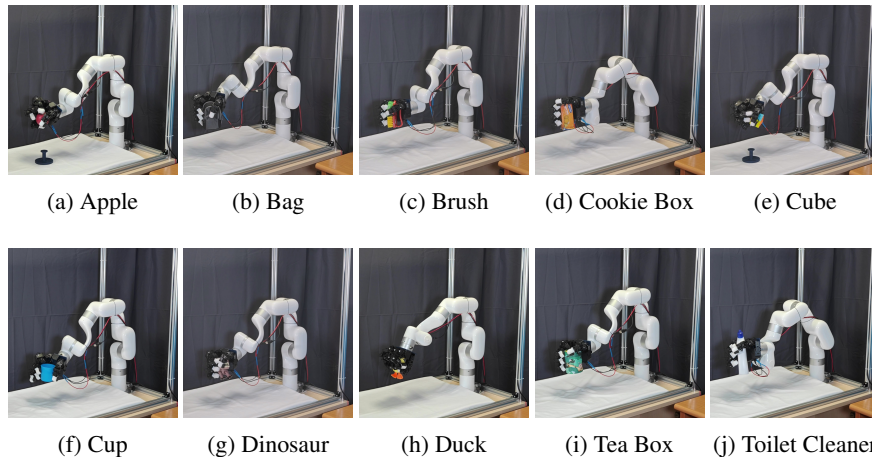 (a) Apple
(b) Bag
(c) Brush
(d) Cookie Box
(e) Cube
(f) Cup
(g) Dinosaur
(h) Duck
(i) Tea Box
(j) Toilet Cleaner